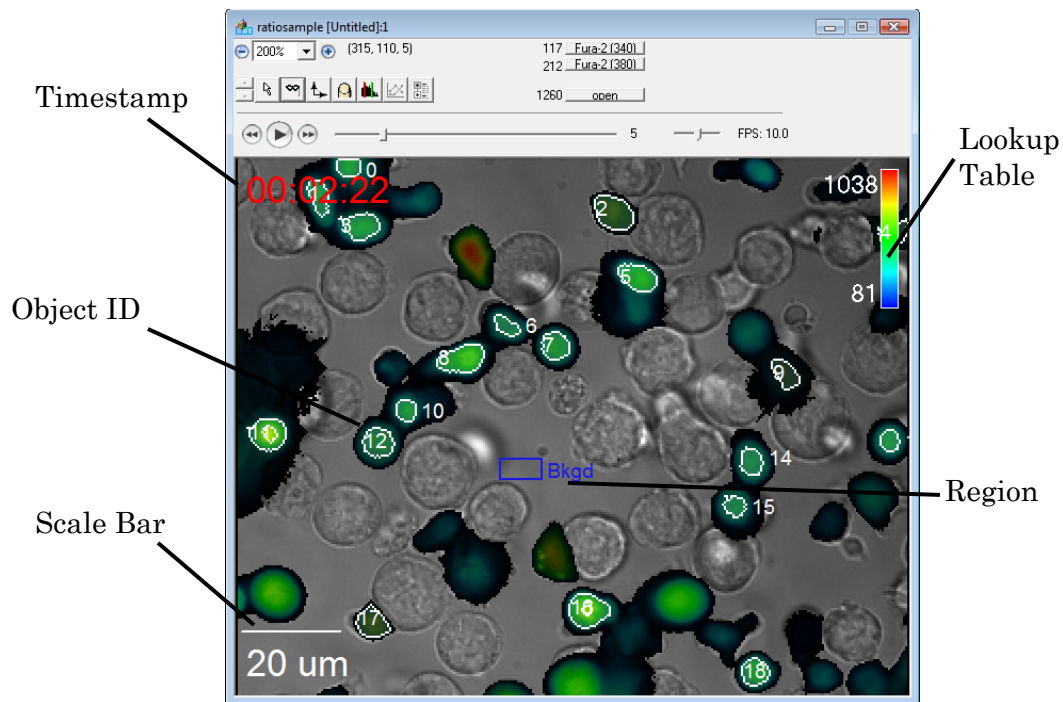 ratiosample [Untitled]:1
200% (315, 110, 5) 117 Fura-2 (340)
212 Fura-2 (380)
1260 open
5 FPS: 10.0
Timestamp
Lookup
Table
00:02:22
0
1
2
3
1038
4
81
5
Object ID
6
7
8
9
10
12
14
Bkgd
15
Region
Scale Bar
16
17
18
20 um